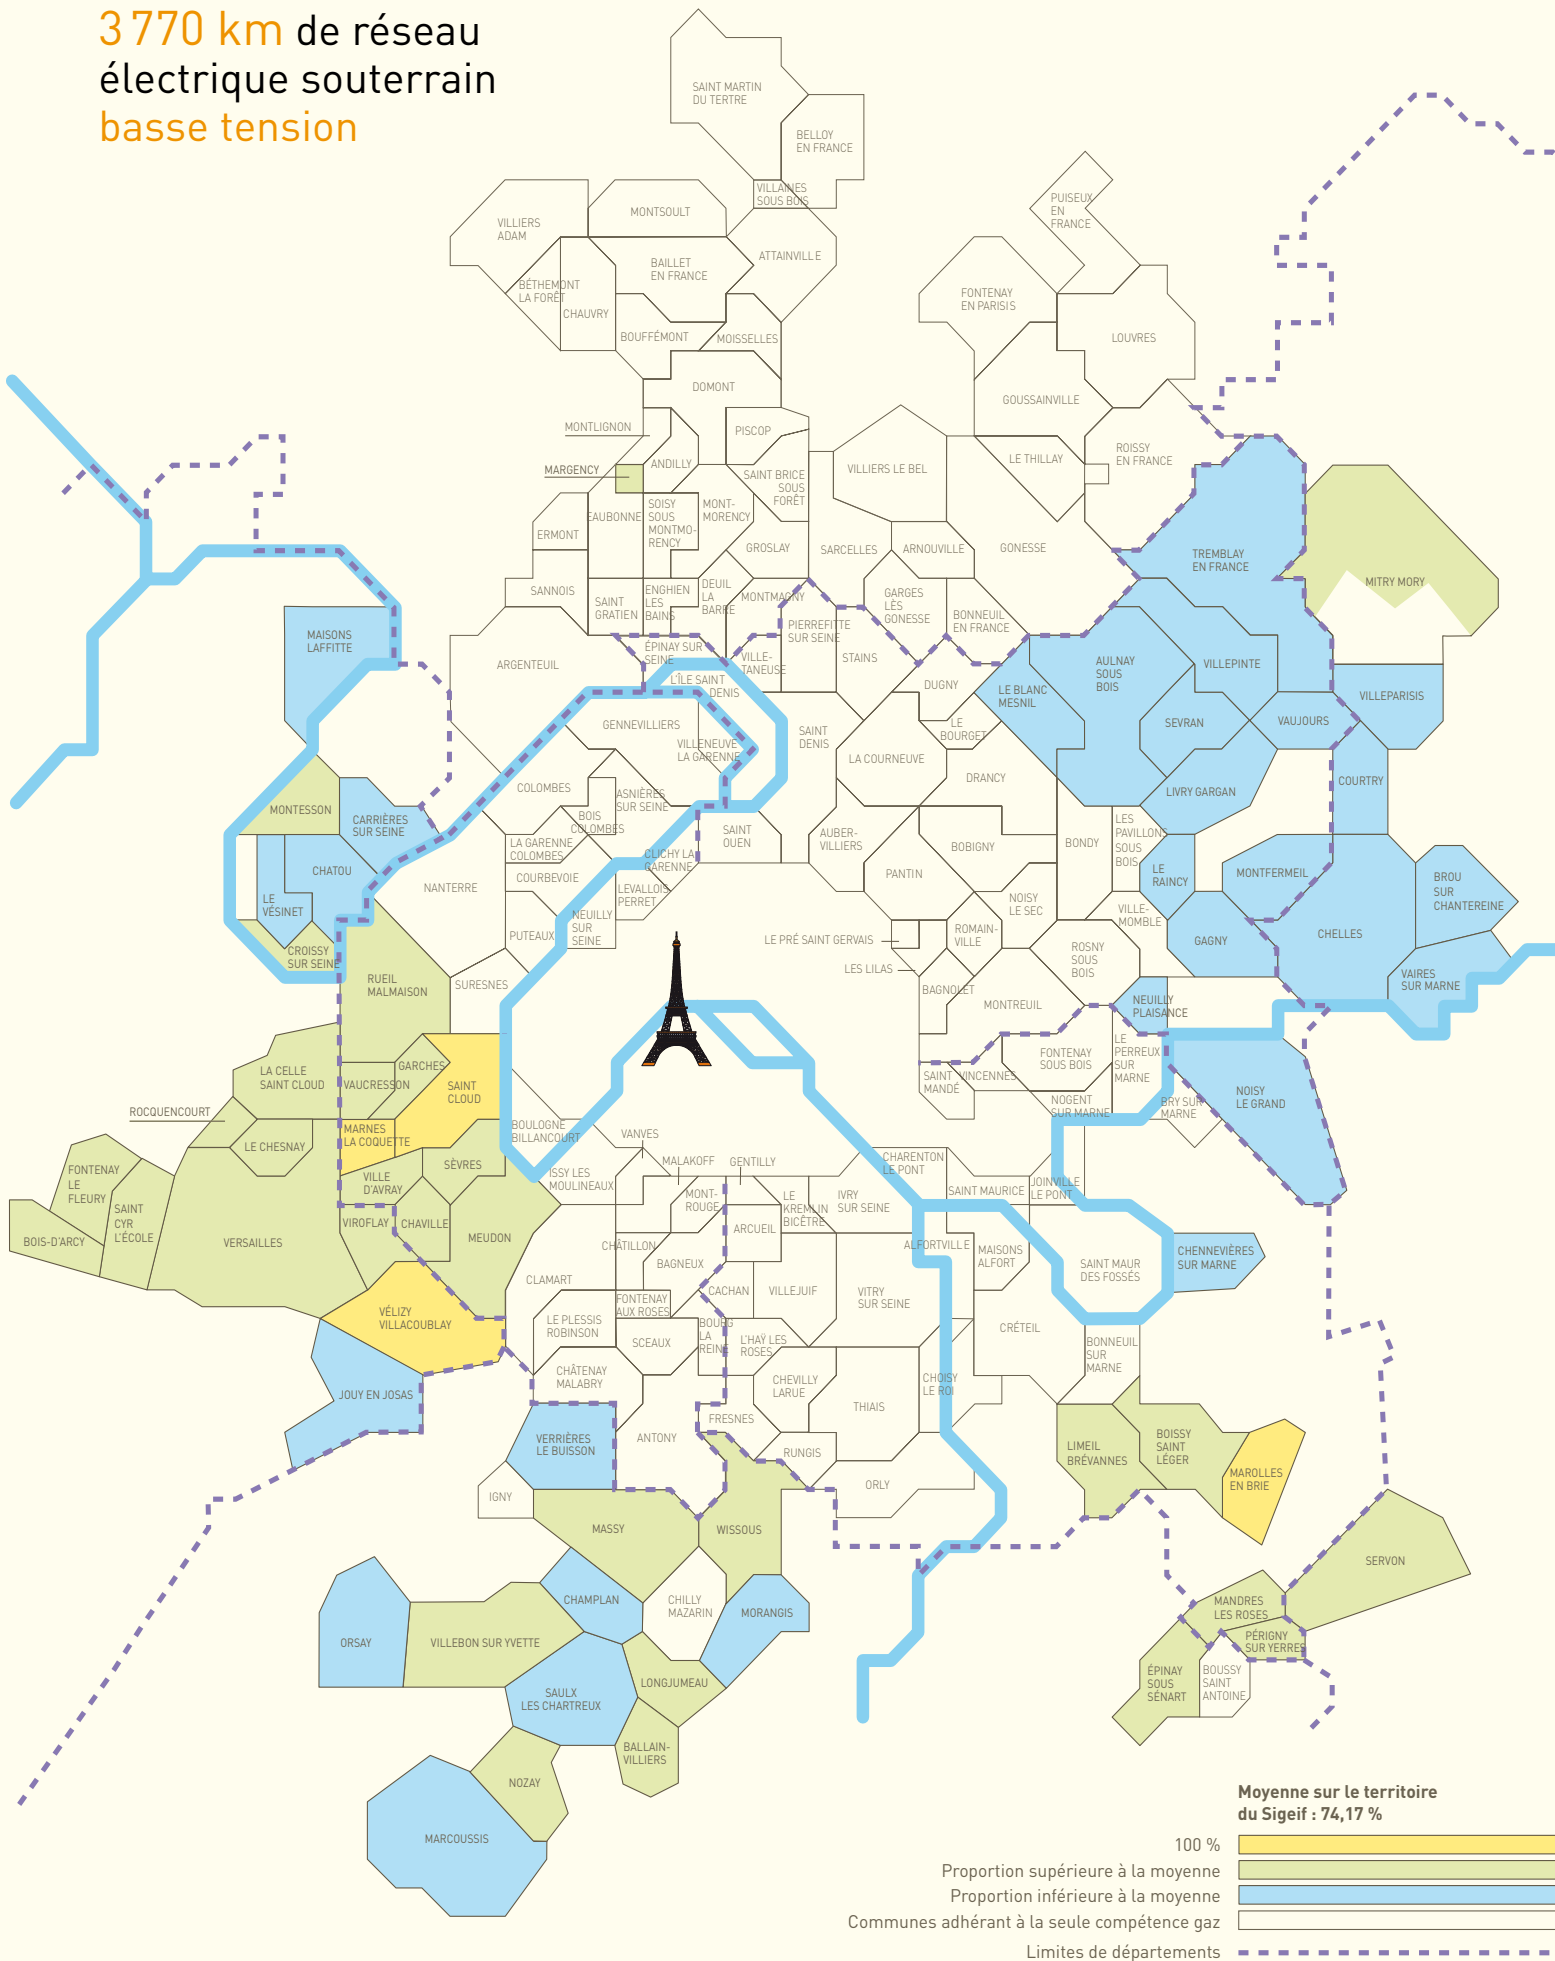 3 770 km de réseau
électrique souterrain
basse tension
SAINT MARTIN
DU TERTRE
BELLOY
EN FRANCE
VILLAINES
SOUS BOIS
MONTSOULT
VILLIERS
ADAM
PUISEUX
EN
FRANCE
ATTAINVILLE
BAILLET
EN FRANCE
BÉTHEMONT
LA FORÊT
CHAUVRY
FONTENAY
EN PARISIS
BOUFFÉMONT
MOISSELLES
LOUVRES
DOMONT
GOUSSAINVILLE
MONTLIGNON
PISCOP
ROISSY
EN FRANCE
LE THILLAY
MARGENCY
ANDILLY
SAINT BRICE
SOUS
FORÊT
VILLIERS LE BEL
EAUBONNE
SOISY
SOUS
MONTMO-
RENCY
MONT-
MORENCY
ERMONT
GROSLAY
SARCELLES
ARNOUVILLE
GONESSE
TREMBLAY
EN FRANCE
MITRY MORY
SANNOIS
SAINT
GRATIEN
ENGHIEN
LES
BAINS
DEUIL
LA
BARRE
MONTMAGNY
GARGES
LÈS
GONESSE
BONNEUIL
EN FRANCE
PIERREFITTE
SUR SEINE
MAISONS
LAFFITTE
ARGENTEUIL
ÉPINAY SUR
SEINE
VILLE-
TANEUSE
STAINS
L'ÎLE SAINT
DENIS
DUGNY
LE BLANC
MESNIL
AULNAY
SOUS
BOIS
VILLEPINTE
VILLEPARISIS
GENNEVILLIERS
VILLENEUVE
LA GARENNE
SAINT
DENIS
LE
BOURGET
SEVRAN
VAUJOURS
LA COURNEUVE
DRANCY
COURTRY
COLOMBES
ASNIÈRES
SUR SEINE
LIVRY GARGAN
MONTESSON
CARRIÈRES
SUR SEINE
BOIS
COLOMBES
LA GARENNE
COLOMBES
SAINT
OUEN
AUBER-
VILLIERS
BOBIGNY
BONDY
LES
PAVILLONS
SOUS
BOIS
CLICHY LA
GARENNE
CHATOU
NANTERRE
COURBEVOIE
LEVALLOIS
PERRET
PANTIN
LE
RAINCY
MONTFERMEIL
BROU
SUR
CHANTEREINE
LE
VÉSINET
NEUILLY
SUR
SEINE
PUTEAUX
NOISY
LE SEC
VILLE-
MOMBLE
GAGNY
CHELLES
LE PRÉ SAINT GERVAIS
ROMAIN-
VILLE
ROSNY
SOUS
BOIS
CROISSY
SUR SEINE
RUEIL
MALMAISON
SURESNES
LES LILAS
BAGNOLET
MONTREUIL
VAIRES
SUR MARNE
NEUILLY
PLAISANCE
LE
PERREUX
SUR
MARNE
FONTENAY
SOUS BOIS
LA CELLE
SAINT CLOUD
VAUCRESSON
GARCHES
SAINT
CLOUD
SAINT
MANDÉ
VINCENNES
NOGENT
SUR MARNE
BRY SUR
MARNE
NOISY
LE GRAND
ROCQUENCOURT
LE CHESNAY
MARNES
LA COQUETTE
BOULOGNE
BILLANCOURT
VANVES
MALAKOFF
GENTILLY
CHARENTON
LE PONT
FONTENAY
LE
FLEURY
SAINT
CYR
L'ÉCOLE
BOIS-D'ARCY
VILLE
D'AVRAY
SÈVRES
ISSY LES
MOULINEAUX
MONT-
ROUGE
LE
KREMLIN
BICÊTRE
IVRY
SUR SEINE
SAINT MAURICE
JOINVILLE
LE PONT
VERSAILLES
VIROFLAY
CHAVILLE
MEUDON
ARCUEIL
CHÂTILLON
BAGNEUX
ALFORTVILLE
MAISONS
ALFORT
SAINT MAUR
DES FOSSÉS
CHENNEVIÈRES
SUR MARNE
CLAMART
CACHAN
VILLEJUIF
VITRY
SUR SEINE
FONTENAY
AUX ROSES
VÉLIZY
VILLACOUBLAY
LE PLESSIS
ROBINSON
SCEAUX
BOURG
LA
REINE
L'HAŸ LES
ROSES
CRÉTEIL
BONNEUIL
SUR
MARNE
JOUY EN JOSAS
CHÂTENAY
MALABRY
CHEVILLY
LARUE
CHOISY
LE ROI
THIAIS
FRESNES
VERRIÈRES
LE BUISSON
ANTONY
RUNGIS
ORLY
LIMEIL
BRÉVANNES
BOISSY
SAINT
LÉGER
MAROLLES
EN BRIE
IGNY
MASSY
WISSOUS
SERVON
CHAMPLAN
CHILLY
MAZARIN
MORANGIS
MANDRES
LES ROSES
PÉRIGNY
SUR YERRES
ORSAY
VILLEBON SUR YVETTE
LONGJUMEAU
ÉPINAY
SOUS
SÉNART
BOUSSY
SAINT
ANTOINE
SAULX
LES CHARTREUX
BALLAIN-
VILLIERS
NOZAY
MARCOUSSIS
Moyenne sur le territoire
du Sigeif : 74,17 %
100 %
Proportion supérieure à la moyenne
Proportion inférieure à la moyenne
Communes adhérant à la seule compétence gaz
Limites de départements